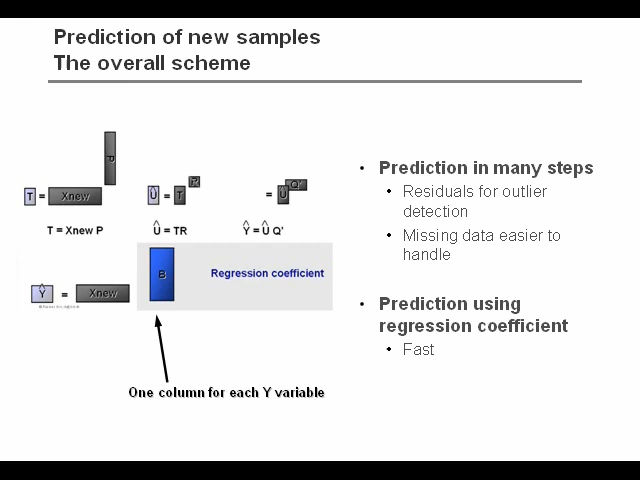 Prediction of new samples
The overall scheme
P
T = Xnew
Û = T
= Û Q'
T = Xnew P
Û = TR
Ŷ = Û Q'
B
Regression coefficient
Ŷ = Xnew
One column for each Y variable
• Prediction in many steps
• Residuals for outlier
detection
• Missing data easier to
handle
• Prediction using
regression coefficient
• Fast